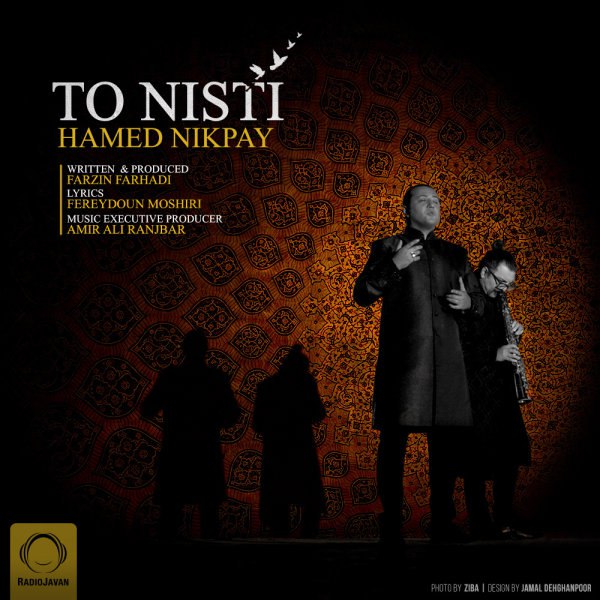 TO NISTI
HAMED NIKPAY
WRITTEN & PRODUCED
FARZIN FARHADI
LYRICS
FEREYDOUN MOSHIRI
MUSIC EXECUTIVE PRODUCER
AMIR ALI RANJBAR
RADIOJAVAN
PHOTO BY ZIBA | DESIGN BY JAMAL DEHGHANPOOR